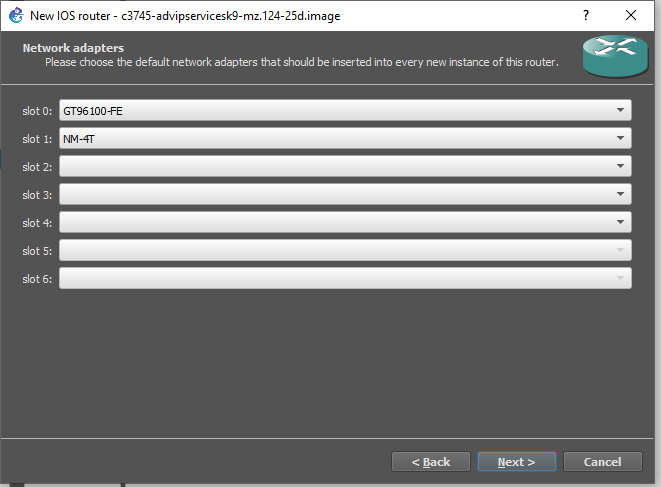 New IOS router - c3745-advipservicesk9-mz.124-25d.image
?
Network adapters
Please choose the default network adapters that should be inserted into every new instance of this router.
slot 0: GT96100-FE
slot 1: NM-4T
slot 2:
slot 3:
slot 4:
slot 5:
slot 6:
< Back Next > Cancel